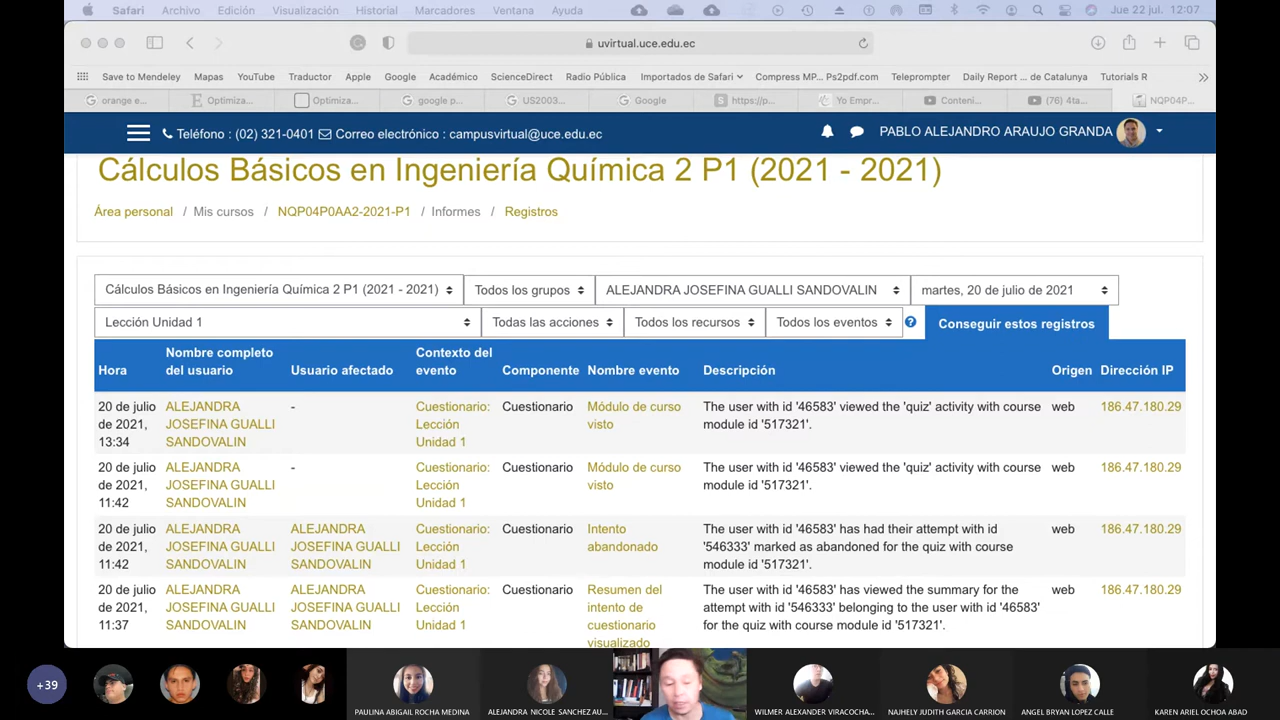 Safari Archivo Edición Visualización Historial Marcadores Ventana Ayuda Jue 22 jul. 12:07
uvirtual.uce.edu.ec
Save to Mendeley Mapas YouTube Traductor Apple Google Académico ScienceDirect Radio Pública Importados de Safari Compress MP... Ps2pdf.com Teleprompter Daily Report ... de Catalunya Tutorials R
orange e... Optimiza... Optimiza... google p... US2003... Google https://p... Yo Empr... Conteni... (76) 4ta... NQP04P...
Teléfono : (02) 321-0401 Correo electrónico : campusvirtual@uce.edu.ec PABLO ALEJANDRO ARAUJO GRANDA
Cálculos Básicos en Ingeniería Química 2 P1 (2021 - 2021)
Área personal / Mis cursos / NQP04P0AA2-2021-P1 / Informes / Registros
Cálculos Básicos en Ingeniería Química 2 P1 (2021 - 2021) Todos los grupos ALEJANDRA JOSEFINA GUALLI SANDOVALIN martes, 20 de julio de 2021
Lección Unidad 1 Todas las acciones Todos los recursos Todos los eventos ? Conseguir estos registros
Nombre completo Contexto del
Hora del usuario Usuario afectado evento Componente Nombre evento Descripción Origen Dirección IP
20 de julio ALEJANDRA - Cuestionario: Cuestionario Módulo de curso The user with id '46583' viewed the 'quiz' activity with course web 186.47.180.29
de 2021, JOSEFINA GUALLI Lección visto module id '517321'.
13:34 SANDOVALIN Unidad 1
20 de julio ALEJANDRA - Cuestionario: Cuestionario Módulo de curso The user with id '46583' viewed the 'quiz' activity with course web 186.47.180.29
de 2021, JOSEFINA GUALLI Lección visto module id '517321'.
11:42 SANDOVALIN Unidad 1
20 de julio ALEJANDRA ALEJANDRA Cuestionario: Cuestionario Intento The user with id '46583' has had their attempt with id web 186.47.180.29
de 2021, JOSEFINA GUALLI JOSEFINA GUALLI Lección abandonado '546333' marked as abandoned for the quiz with course
11:42 SANDOVALIN SANDOVALIN Unidad 1 module id '517321'.
20 de julio ALEJANDRA ALEJANDRA Cuestionario: Cuestionario Resumen del The user with id '46583' has viewed the summary for the web 186.47.180.29
de 2021, JOSEFINA GUALLI JOSEFINA GUALLI Lección intento de attempt with id '546333' belonging to the user with id '46583'
11:37 SANDOVALIN SANDOVALIN Unidad 1 cuestionario for the quiz with course module id '517321'.
visualizado
+39 PAULINA ABIGAIL ROCHA MEDINA ALEJANDRA NICOLE SANCHEZ AU... WILMER ALEXANDER VIRACOCHA... NAJHELY JUDITH GARCIA CARRION ANGEL BRYAN LOPEZ CALLE KAREN ARIEL OCHOA ABAD